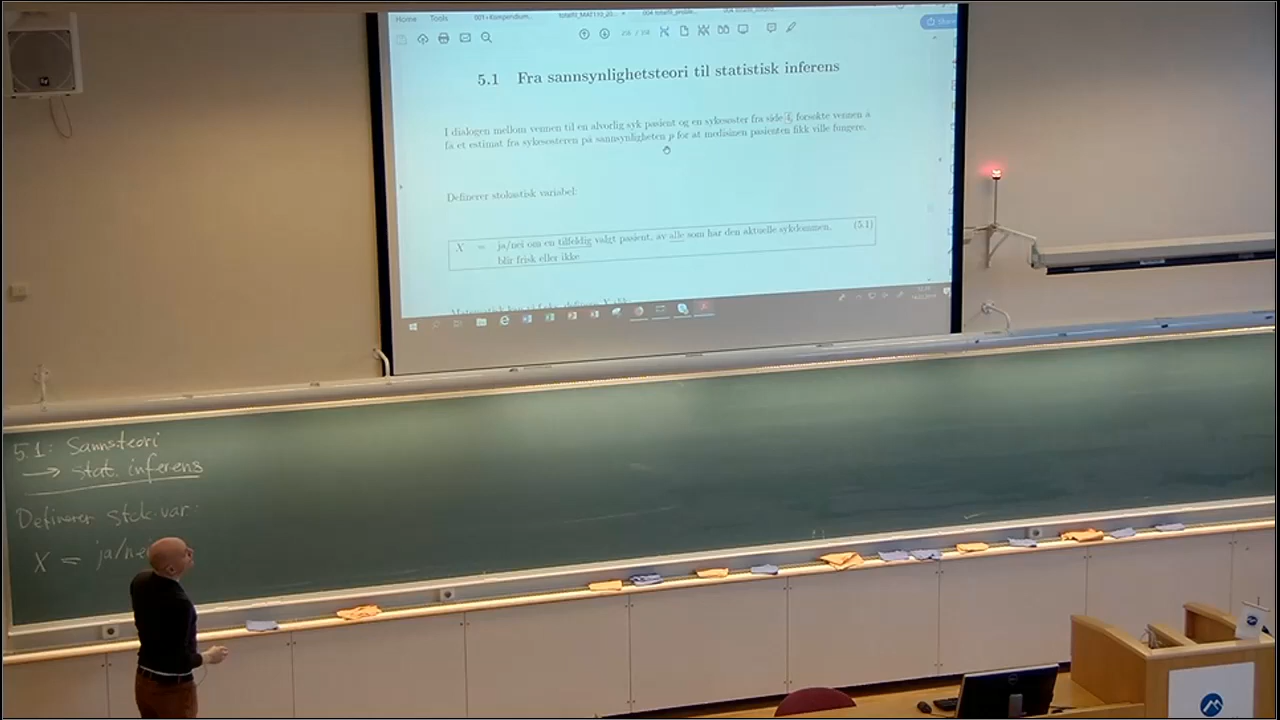 Home Tools 001+Kompendium...
Share
5.1 Fra sannsynlighetsteori til statistisk inferens
I dialogen mellom vennen til en alvorlig syk pasient og en sykesøster fra side 4, forsøkte vennen å
få et estimat fra sykesøsteren på sannsynligheten p for at medisinen pasienten fikk ville fungere.
Definerer stokastisk variabel:
X = ja/nei om en tilfeldig valgt pasient, av alle som har den aktuelle sykdommen, (5.1)
blir frisk eller ikke
5.1: Sannsteori
→ stat. inferens
Definerer stok.var:
X = ja/nei